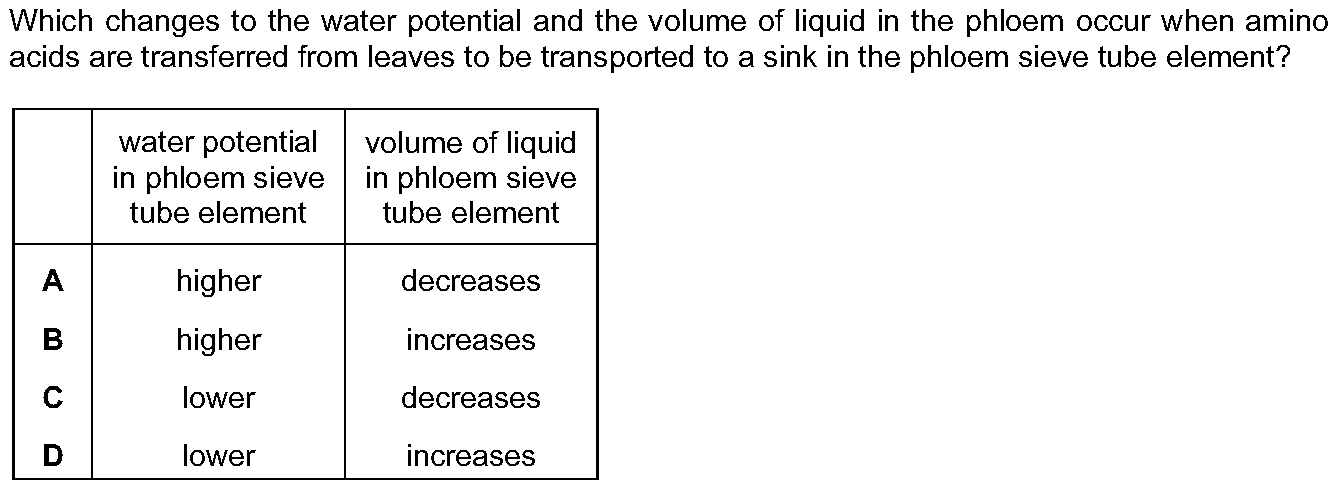 Which changes to the water potential and the volume of liquid in the phloem occur when amino
acids are transferred from leaves to be transported to a sink in the phloem sieve tube element?
water potential
in phloem sieve
tube element
volume of liquid
in phloem sieve
tube element
A higher decreases
B higher increases
C lower decreases
D lower increases